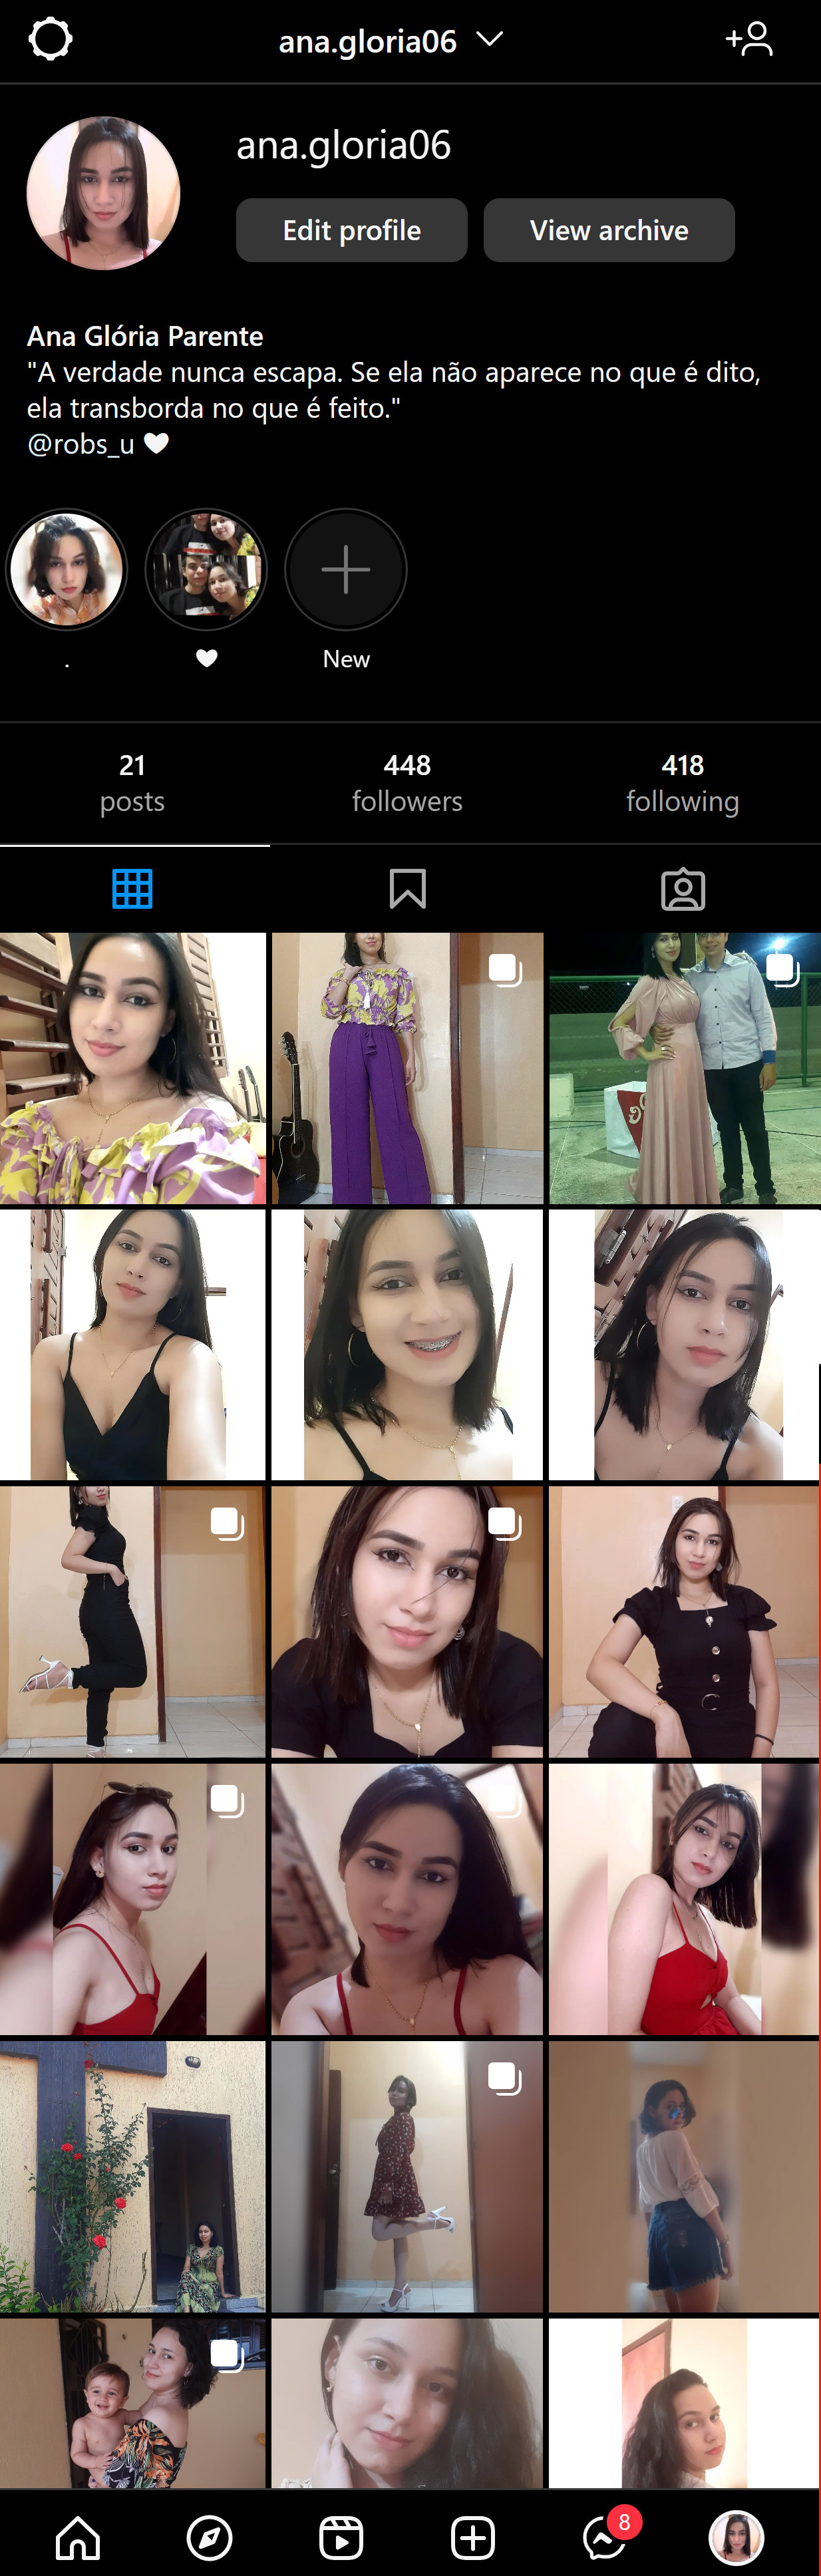 ana.gloria06
ana.gloria06
Edit profile
View archive
Ana Glória Parente
"A verdade nunca escapa. Se ela não aparece no que é dito,
ela transborda no que é feito."
@robs_u 🤍
.
🤍
New
21
posts
448
followers
418
following
8